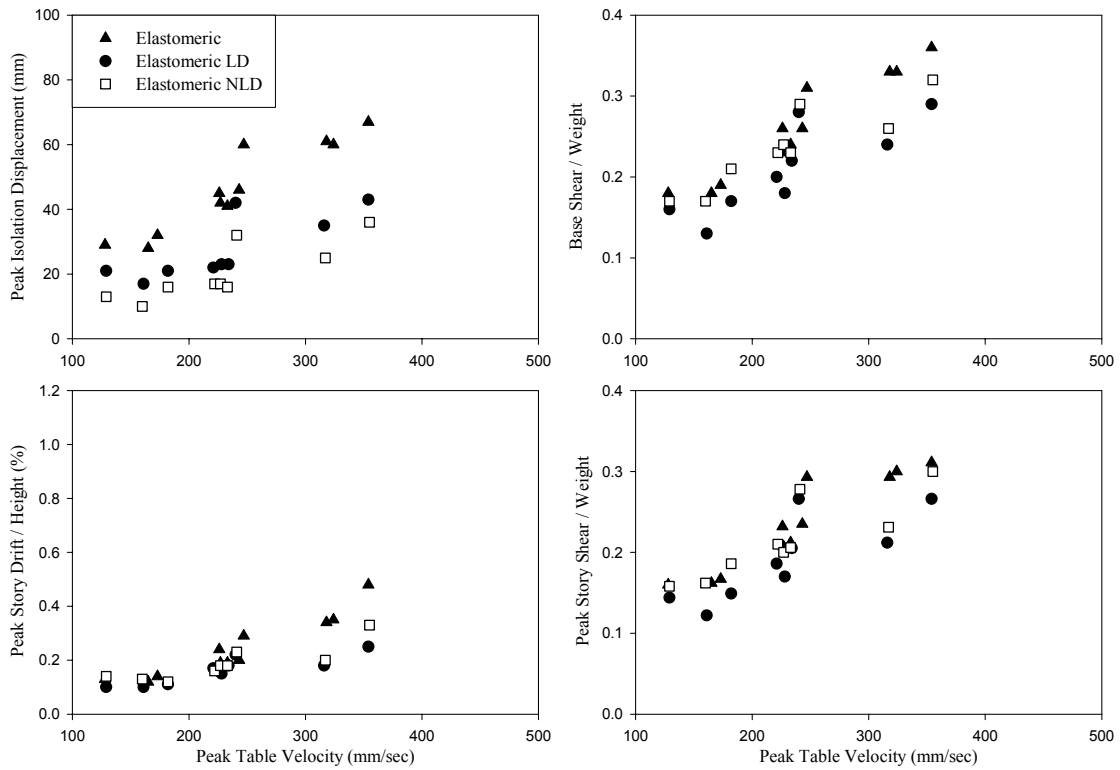 100
80
60
40
20
0
Peak Isolation Displacement (mm)
Elastomeric
Elastomeric LD
Elastomeric NLD
100 200 300 400 500
0.4
0.3
0.2
0.1
0.0
Base Shear / Weight
100 200 300 400 500
1.2
1.0
0.8
0.6
0.4
0.2
0.0
Peak Story Drift / Height (%)
100 200 300 400 500
Peak Table Velocity (mm/sec)
0.4
0.3
0.2
0.1
0.0
Peak Story Shear / Weight
100 200 300 400 500
Peak Table Velocity (mm/sec)